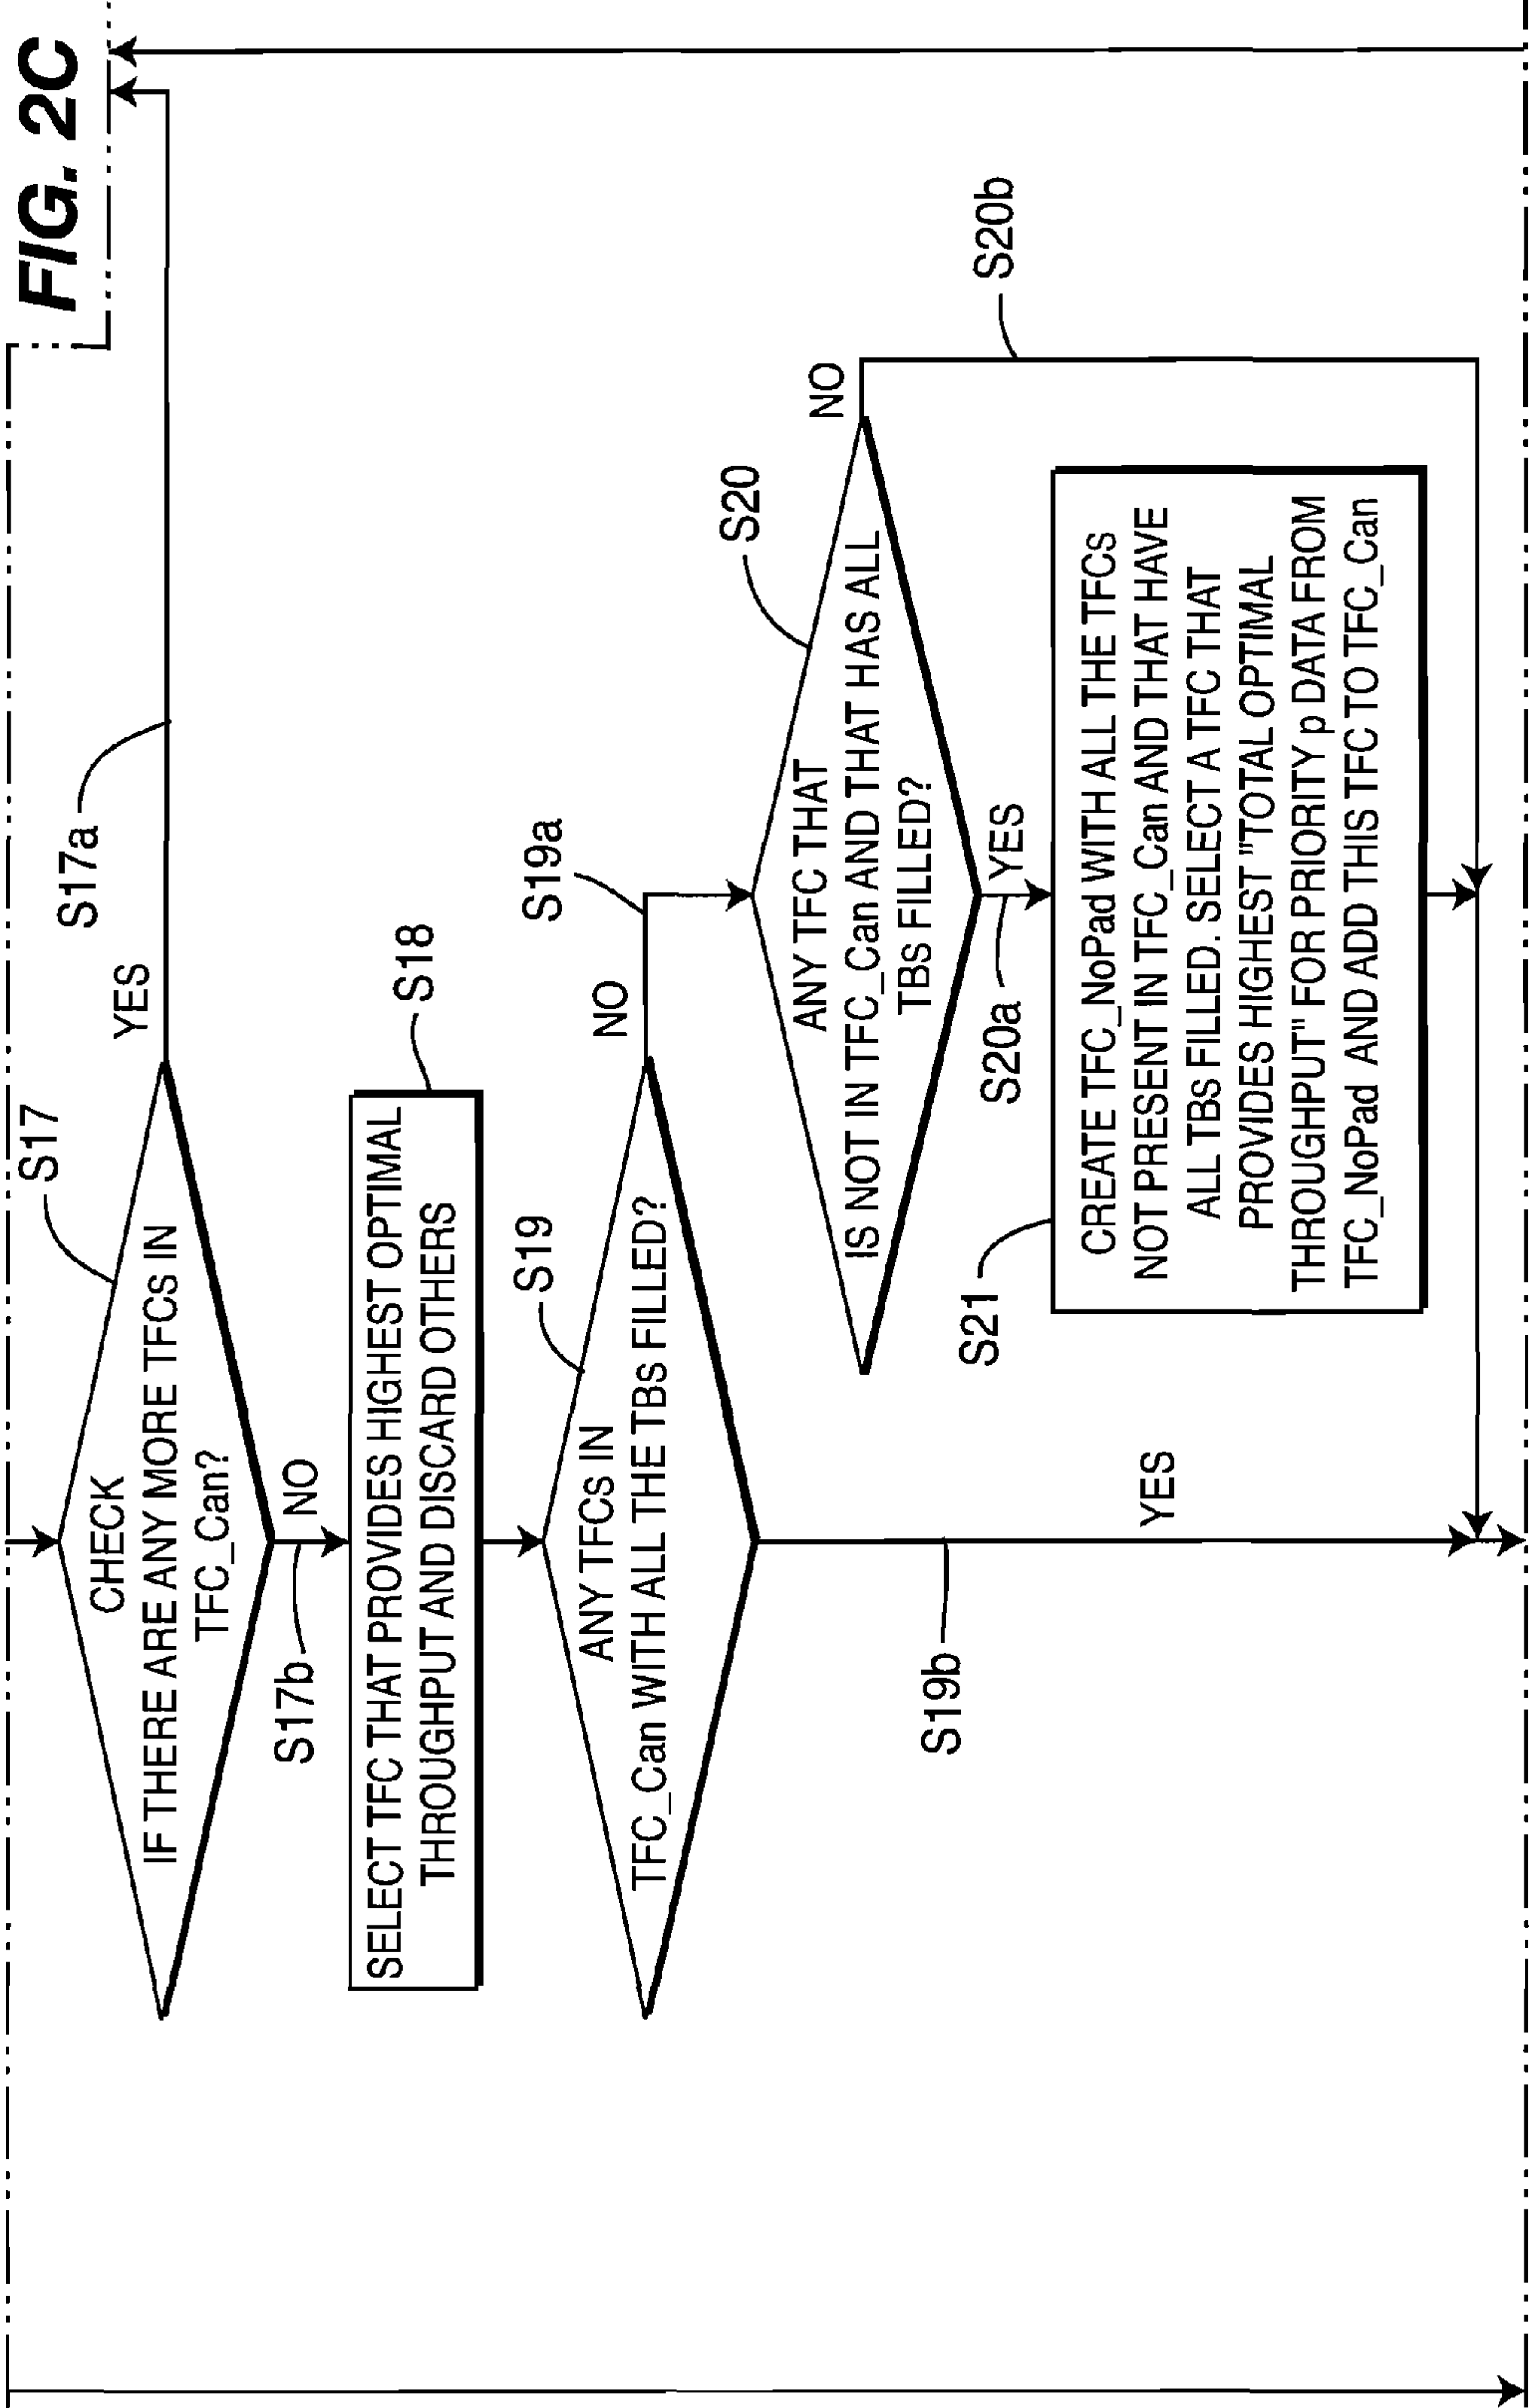 FIG. 2C
S17
CHECK
IF THERE ARE ANY MORE TFCs IN
TFC_Can?
YES
S17a
NO
S17b
S18
SELECT TFC THAT PROVIDES HIGHEST OPTIMAL
THROUGHPUT AND DISCARD OTHERS
S19
ANY TFCs IN
TFC_Can WITH ALL THE TBs FILLED?
NO
S19a
YES
S19b
S20
ANY TFC THAT
IS NOT IN TFC_Can AND THAT HAS ALL
TBs FILLED?
NO
S20b
YES
S20a
S21
CREATE TFC_NoPad WITH ALL THE TFCs
NOT PRESENT IN TFC_Can AND THAT HAVE
ALL TBs FILLED. SELECT A TFC THAT
PROVIDES HIGHEST "TOTAL OPTIMAL
THROUGHPUT" FOR PRIORITY p DATA FROM
TFC_NoPad AND ADD THIS TFC TO TFC_Can